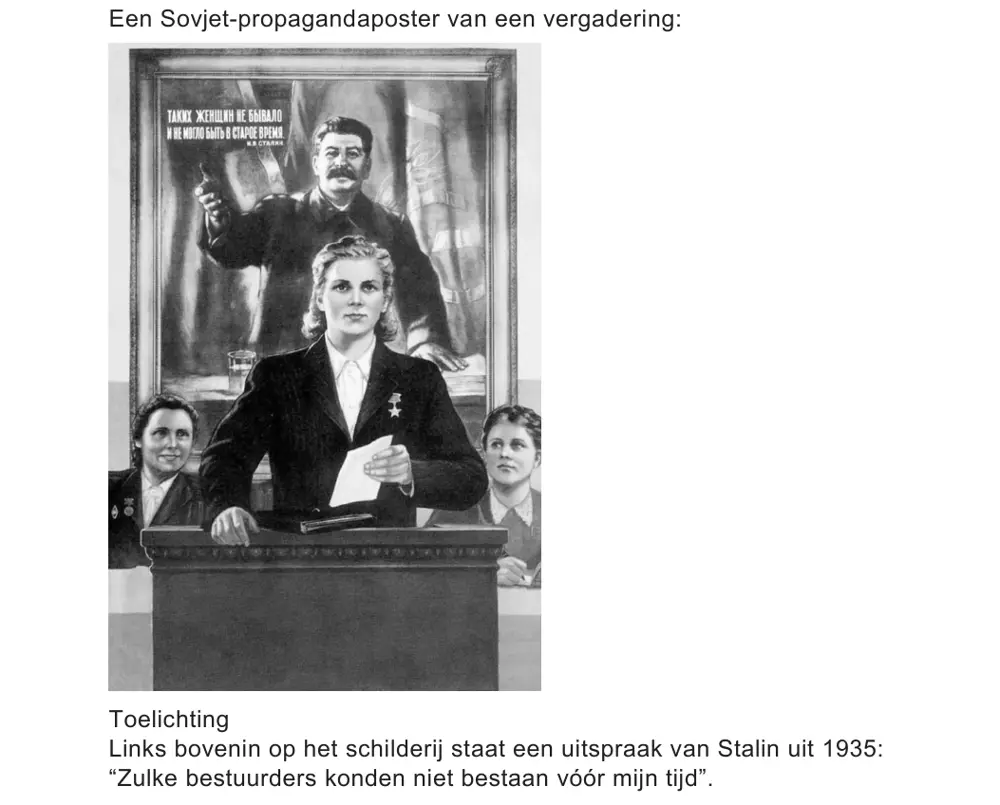 Een Sovjet-propagandaposter van een vergadering:
ТАКИХ ЖЕНЩИН НЕ БЫВАЛО
И НЕ МОГЛО БЫТЬ В СТАРОЕ ВРЕМЯ.
И.В.СТАЛИН
Toelichting
Links bovenin op het schilderij staat een uitspraak van Stalin uit 1935:
“Zulke bestuurders konden niet bestaan vóór mijn tijd”.